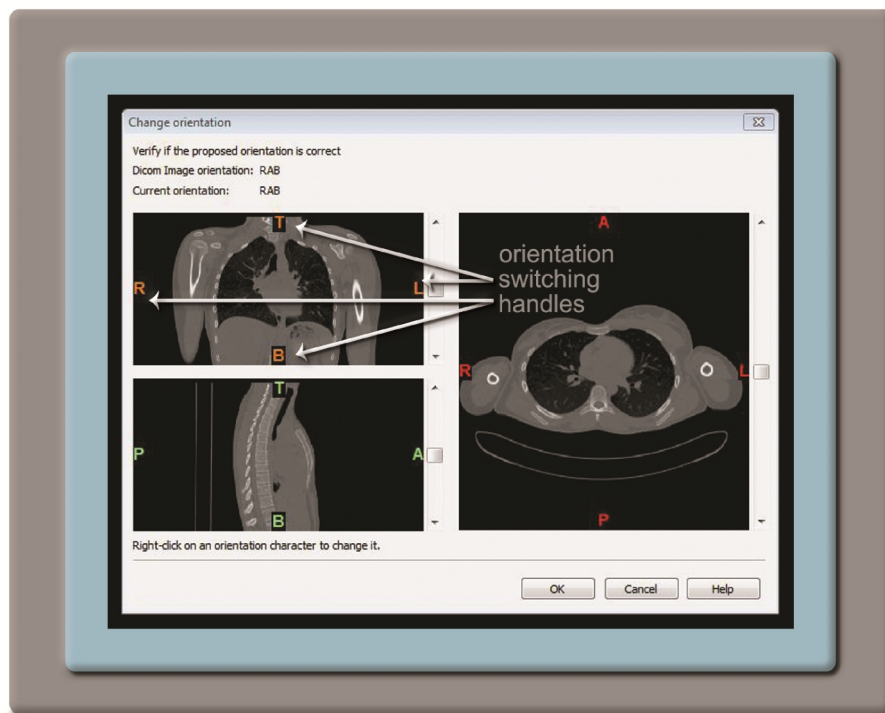 Change orientation
Verify if the proposed orientation is correct
Dicom Image orientation: RAB
Current orientation: RAB
T
R
L
B
A
orientation
switching
handles
R
L
P
T
P
A
B
Right-click on an orientation character to change it.
OK
Cancel
Help